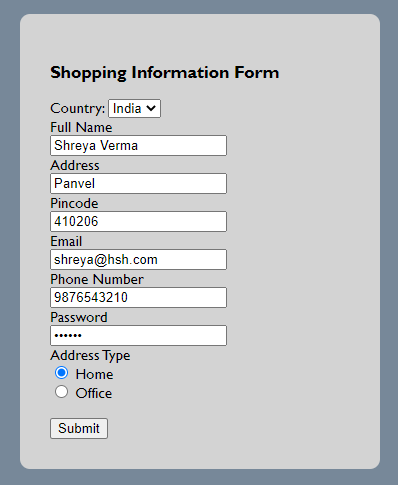 Shopping Information Form
Country: India
Full Name
Shreya Verma
Address
Panvel
Pincode
410206
Email
shreya@hsh.com
Phone Number
9876543210
Password
••••••
Address Type
Home
Office
Submit